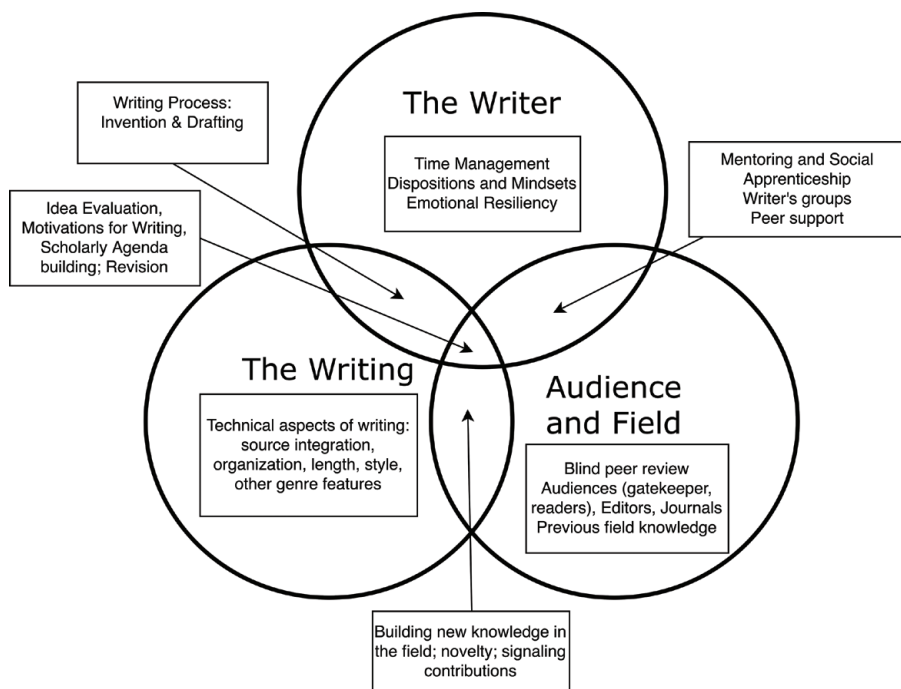 The Writer
Time Management
Dispositions and Mindsets
Emotional Resiliency
Writing Process:
Invention & Drafting
Mentoring and Social
Apprenticeship
Writer's groups
Peer support
Idea Evaluation,
Motivations for Writing,
Scholarly Agenda
building; Revision
The Writing
Technical aspects of writing:
source integration,
organization, length, style,
other genre features
Audience
and Field
Blind peer review
Audiences (gatekeeper,
readers), Editors, Journals
Previous field knowledge
Building new knowledge in
the field; novelty; signaling
contributions